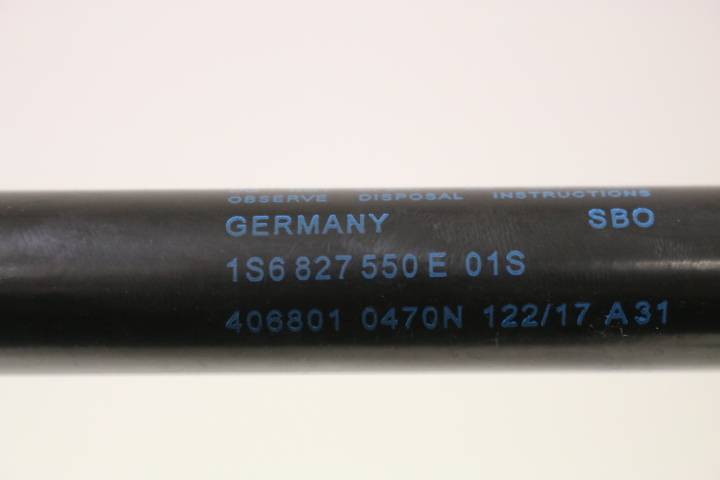 OBSERVE DISPOSAL INSTRUCTIONS
GERMANY SBO
1S6 827 550 E 01S
406801 0470N 122/17 A31